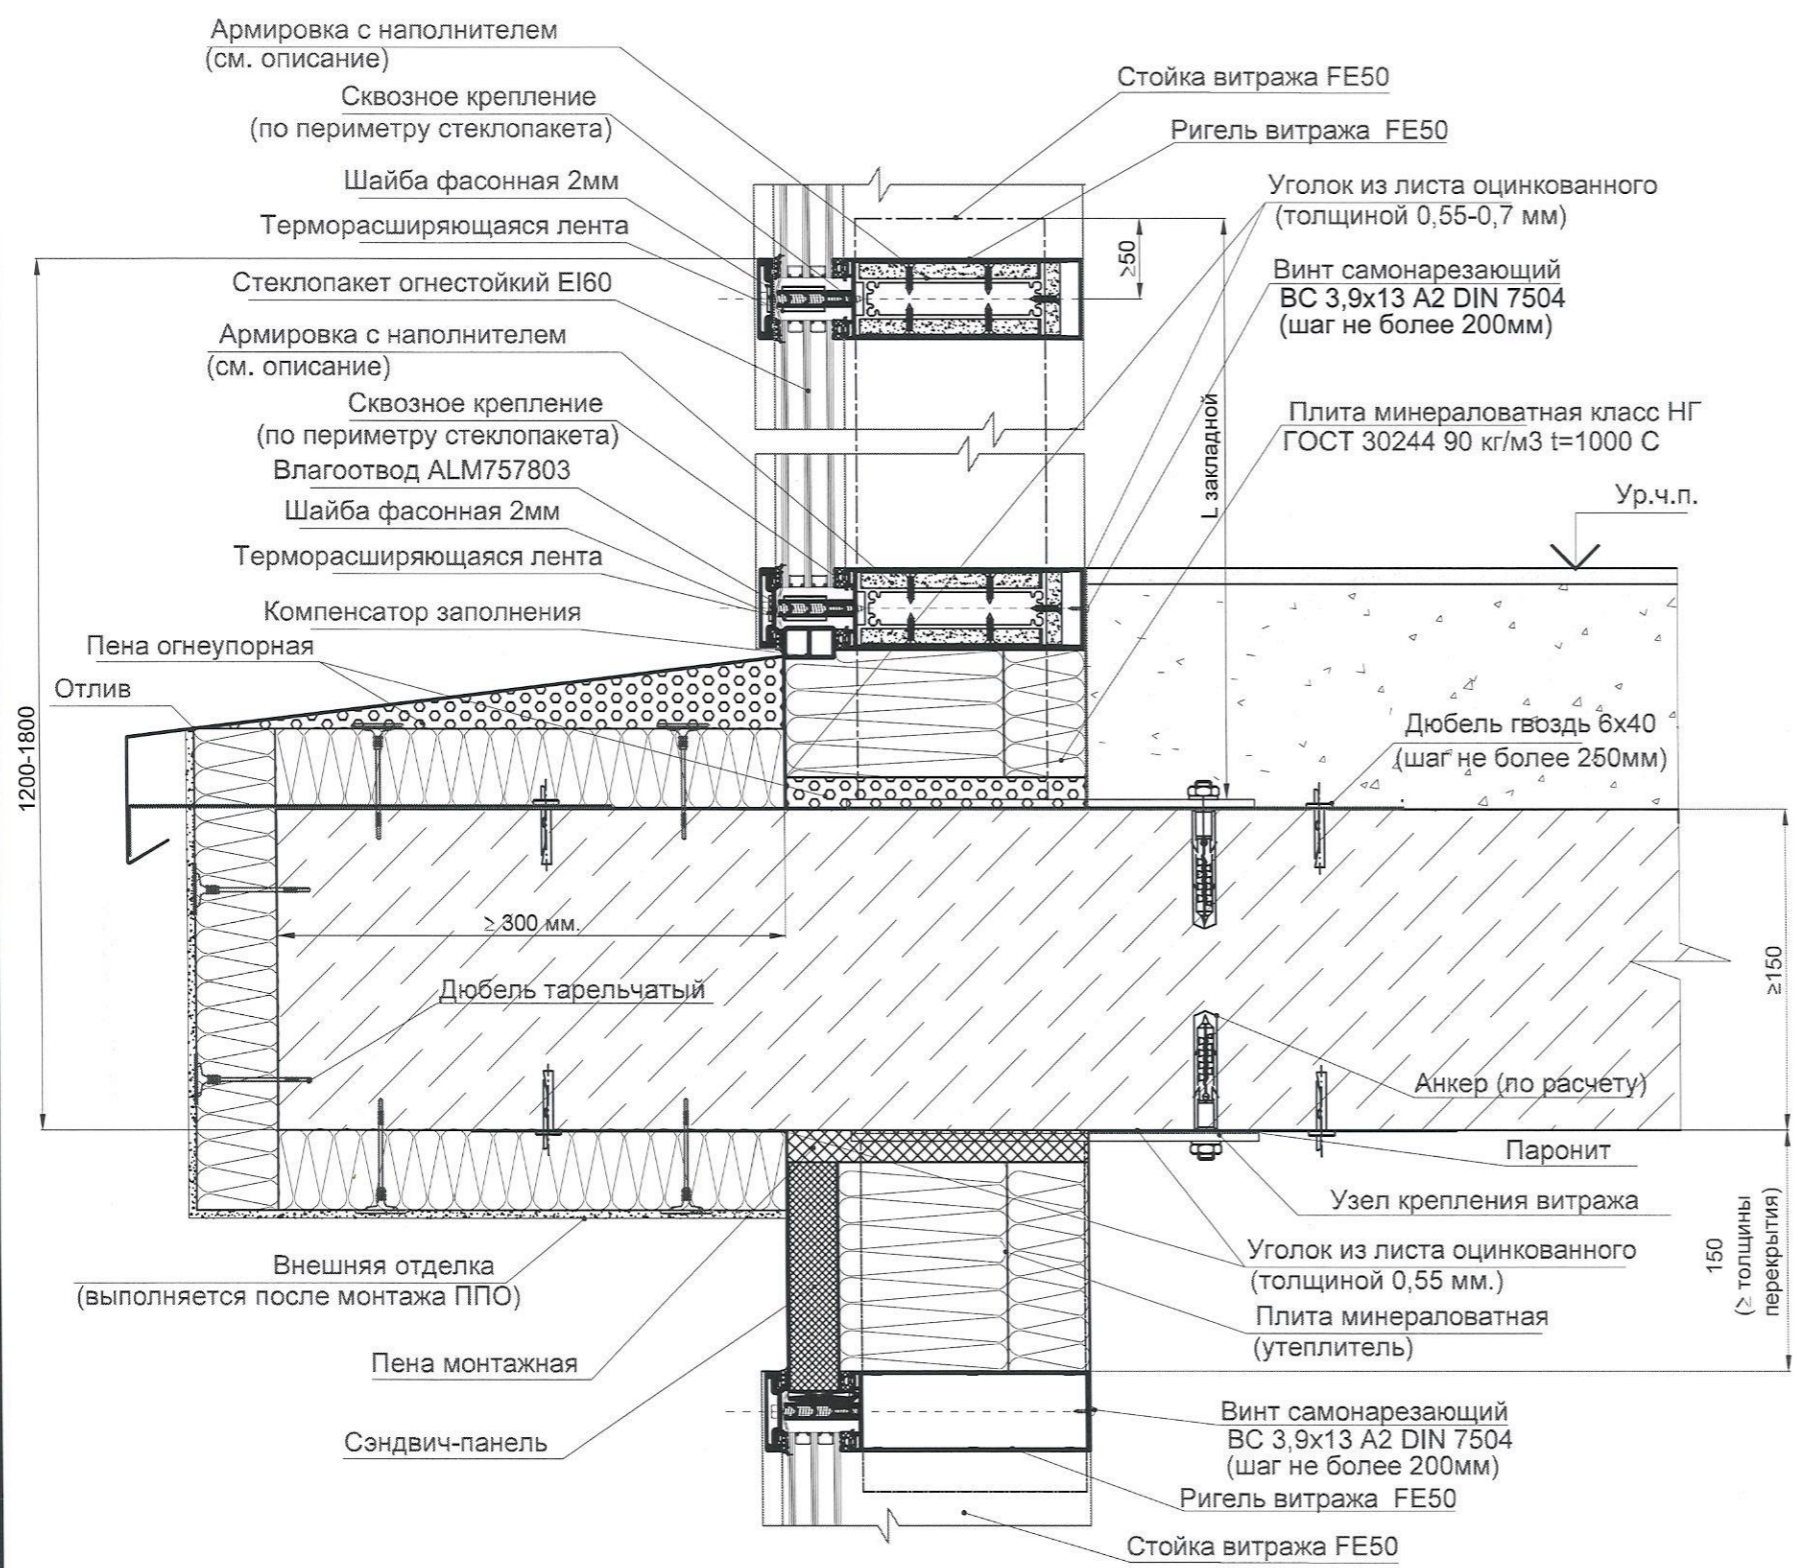 Армировка с наполнителем
(см. описание)
Сквозное крепление
(по периметру стеклопакета)
Шайба фасонная 2мм
Терморасширяющаяся лента
Стеклопакет огнестойкий EI60
Армировка с наполнителем
(см. описание)
Сквозное крепление
(по периметру стеклопакета)
Влагоотвод ALM757803
Шайба фасонная 2мм
Терморасширяющаяся лента
Компенсатор заполнения
Пена огнеупорная
Отлив
1200-1800
Стойка витража FE50
Ригель витража FE50
Уголок из листа оцинкованного
(толщиной 0,55-0,7 мм)
≥50
Винт самонарезающий
ВС 3,9х13 А2 DIN 7504
(шаг не более 200мм)
L закладной
Плита минераловатная класс НГ
ГОСТ 30244 90 кг/м3 t=1000 С
Ур.ч.п.
Дюбель гвоздь 6х40
(шаг не более 250мм)
≥ 300 мм.
Дюбель тарельчатый
≥150
Анкер (по расчету)
Паронит
Узел крепления витража
Уголок из листа оцинкованного
(толщиной 0,55 мм.)
150
(≥ толщины
перекрытия)
Плита минераловатная
(утеплитель)
Внешняя отделка
(выполняется после монтажа ППО)
Пена монтажная
Сэндвич-панель
Винт самонарезающий
ВС 3,9х13 А2 DIN 7504
(шаг не более 200мм)
Ригель витража FE50
Стойка витража FE50